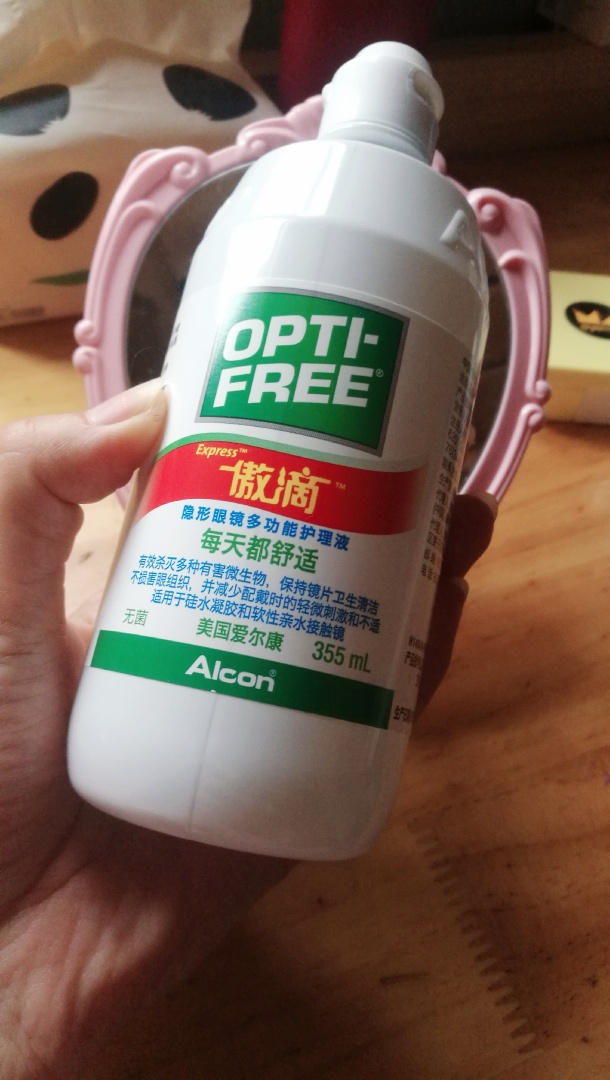 OPTI-
FREE®
Express™
傲滴™
隐形眼镜多功能护理液
每天都舒适
有效杀灭多种有害微生物，保持镜片卫生清洁
不损害眼组织，并减少配戴时的轻微刺激和不适
适用于硅水凝胶和软性亲水接触镜
无菌
美国爱尔康 355 mL
Alcon®